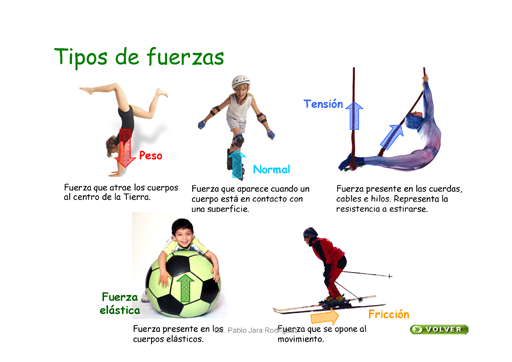 Tipos de fuerzas
Tensión
Peso
Normal
Fuerza que atrae los cuerpos
al centro de la Tierra.
Fuerza que aparece cuando un
cuerpo está en contacto con
una superficie.
Fuerza presente en las cuerdas,
cables e hilos. Representa la
resistencia a estirarse.
Fuerza
elástica
Fricción
Fuerza presente en los
cuerpos elásticos.
Pablo Jara
Fuerza que se opone al
movimiento.
VOLVER